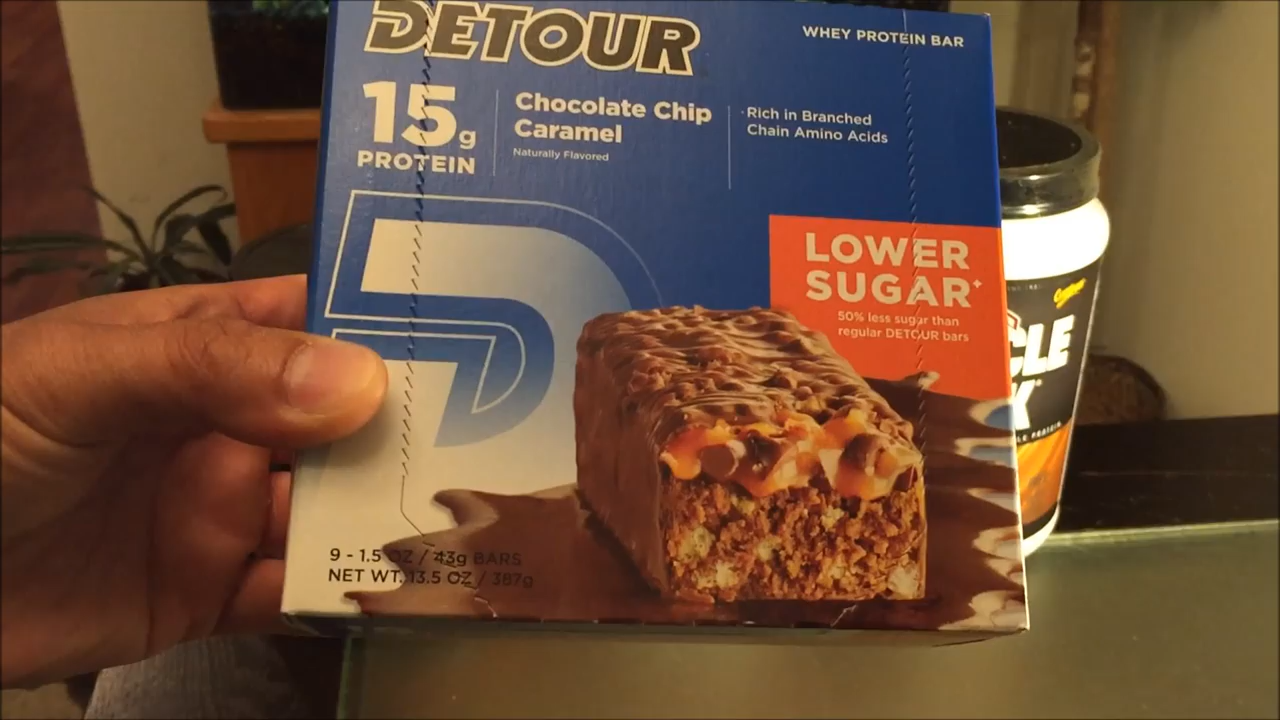 DETOUR
WHEY PROTEIN BAR
15g
PROTEIN
Chocolate Chip
Caramel
Naturally Flavored
Rich in Branched
Chain Amino Acids
LOWER
SUGAR+
50% less sugar than
regular DETOUR bars
9 - 1.5 OZ / 43g BARS
NET WT. 13.5 OZ / 387g
CLE
K
PROTEIN